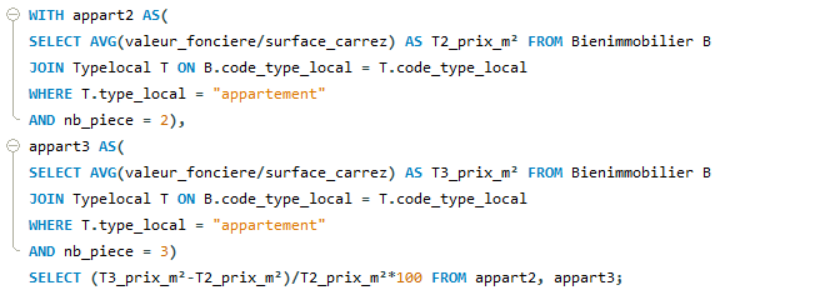 WITH appart2 AS(
SELECT AVG(valeur_fonciere/surface_carrez) AS T2_prix_m² FROM Bienimmobilier B
JOIN Typelocal T ON B.code_type_local = T.code_type_local
WHERE T.type_local = "appartement"
AND nb_piece = 2),
appart3 AS(
SELECT AVG(valeur_fonciere/surface_carrez) AS T3_prix_m² FROM Bienimmobilier B
JOIN Typelocal T ON B.code_type_local = T.code_type_local
WHERE T.type_local = "appartement"
AND nb_piece = 3)
SELECT (T3_prix_m²-T2_prix_m²)/T2_prix_m²*100 FROM appart2, appart3;